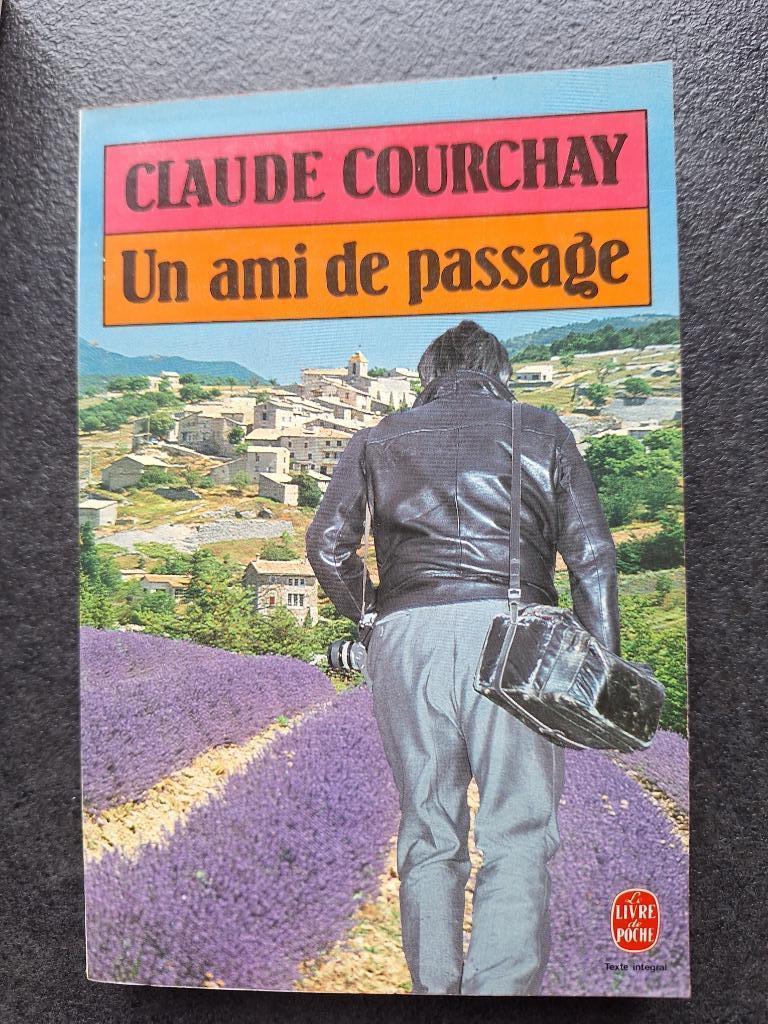 CLAUDE COURCHAY
Un ami de passage
Le
LIVRE
de
POCHE
Texte intégral